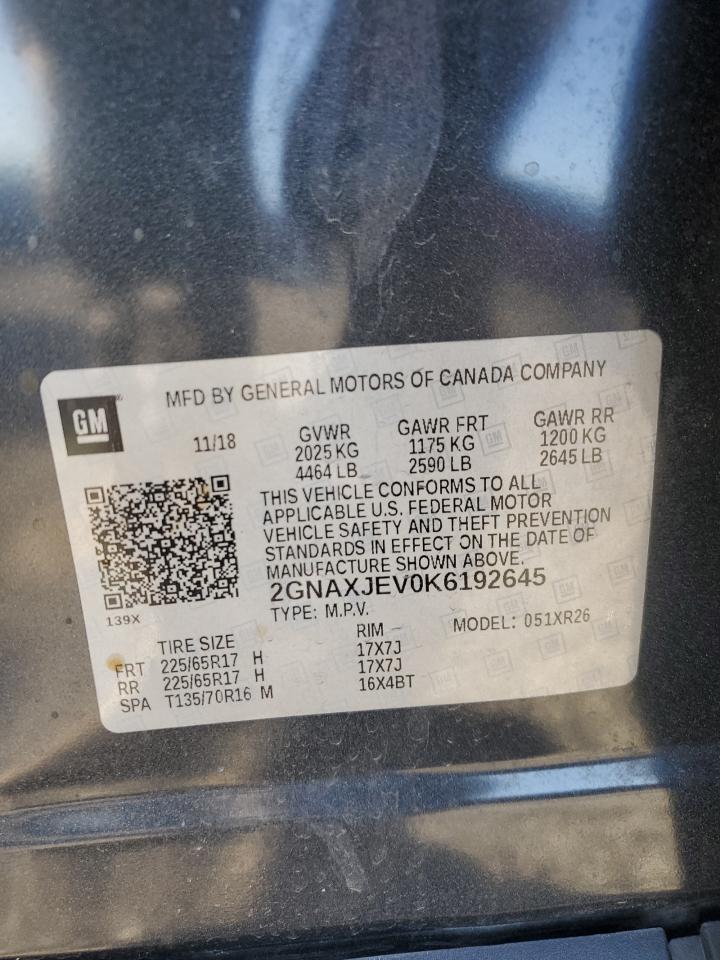 GM
MFD BY GENERAL MOTORS OF CANADA COMPANY
11/18
GVWR
2025 KG
4464 LB
GAWR FRT
1175 KG
2590 LB
GAWR RR
1200 KG
2645 LB
THIS VEHICLE CONFORMS TO ALL
APPLICABLE U.S. FEDERAL MOTOR
VEHICLE SAFETY AND THEFT PREVENTION
STANDARDS IN EFFECT ON THE DATE OF
MANUFACTURE SHOWN ABOVE.
2GNAXJEV0K6192645
139X
TYPE: M.P.V.
MODEL: 051XR26
TIRE SIZE RIM
FRT 225/65R17 H 17X7J
RR 225/65R17 H 17X7J
SPA T135/70R16 M 16X4BT